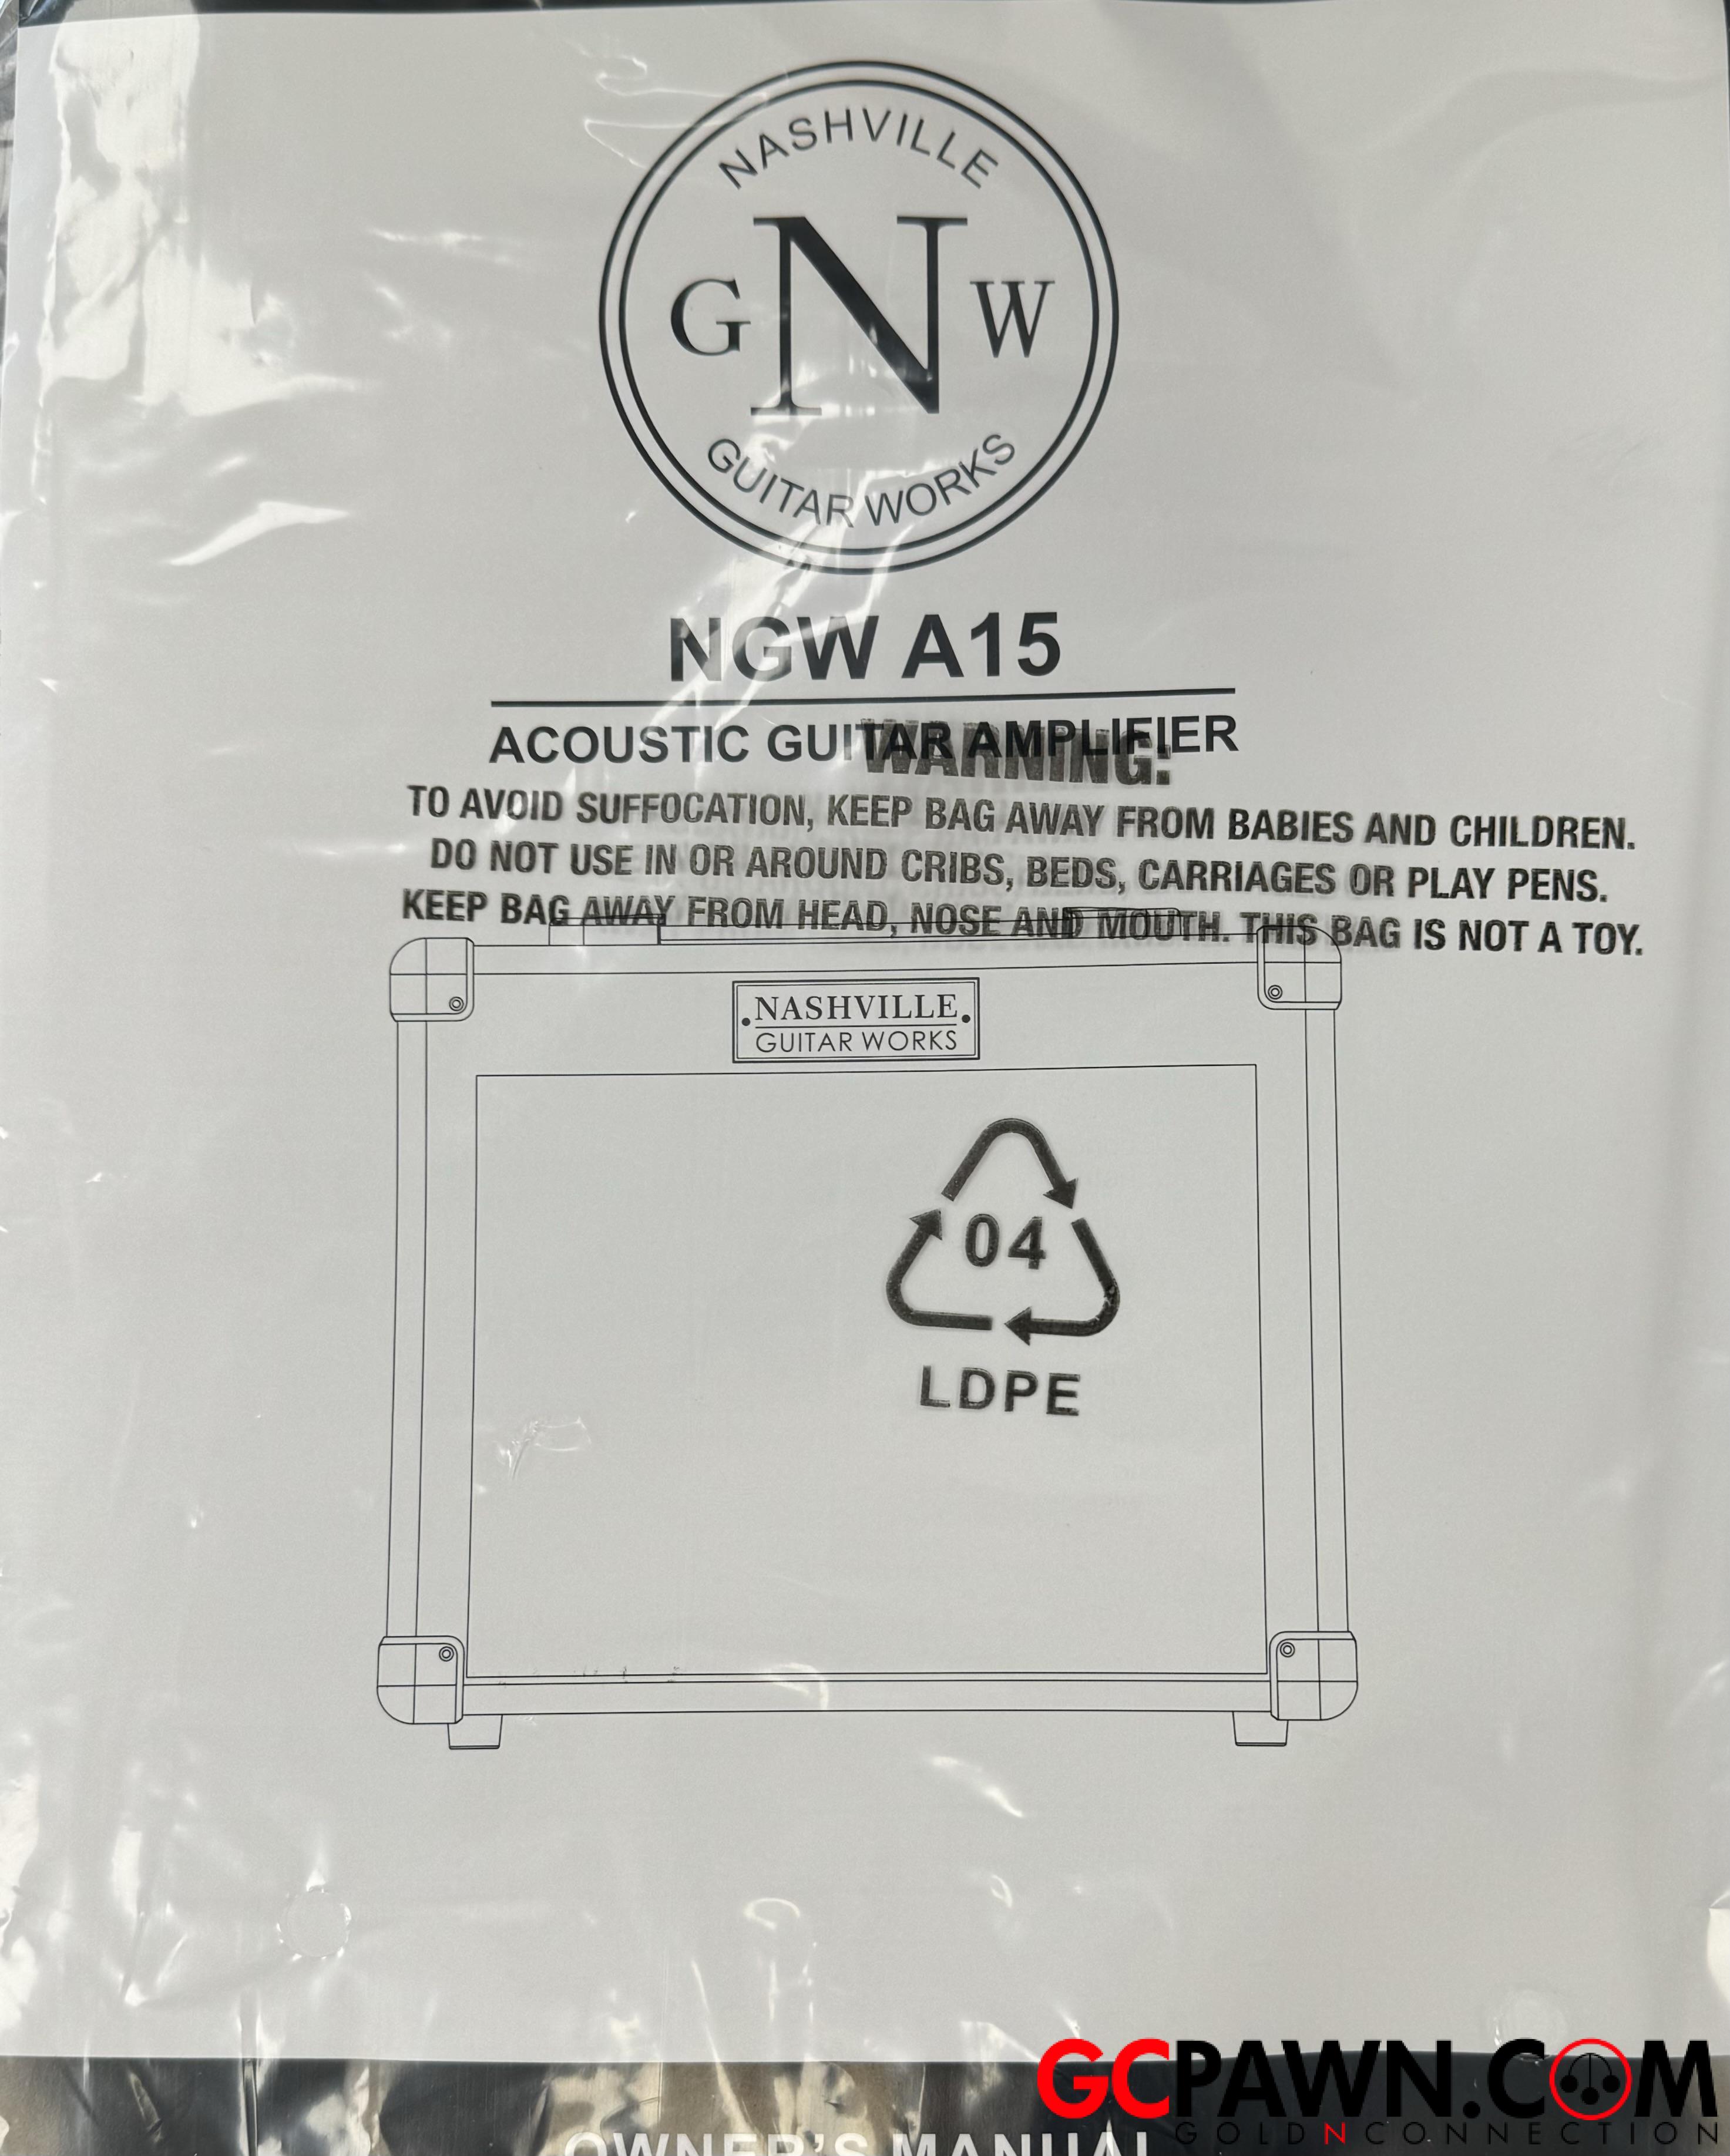 NASHVILLE
G N W
GUITAR WORKS
NGW A15
ACOUSTIC GUITAR AMPLIFIER
WARNING:
TO AVOID SUFFOCATION, KEEP BAG AWAY FROM BABIES AND CHILDREN.
DO NOT USE IN OR AROUND CRIBS, BEDS, CARRIAGES OR PLAY PENS.
KEEP BAG AWAY FROM HEAD, NOSE AND MOUTH. THIS BAG IS NOT A TOY.
NASHVILLE
GUITAR WORKS
04
LDPE
OWNER'S MANUAL
GCPAWN.COM
GOLDNCONNECTION